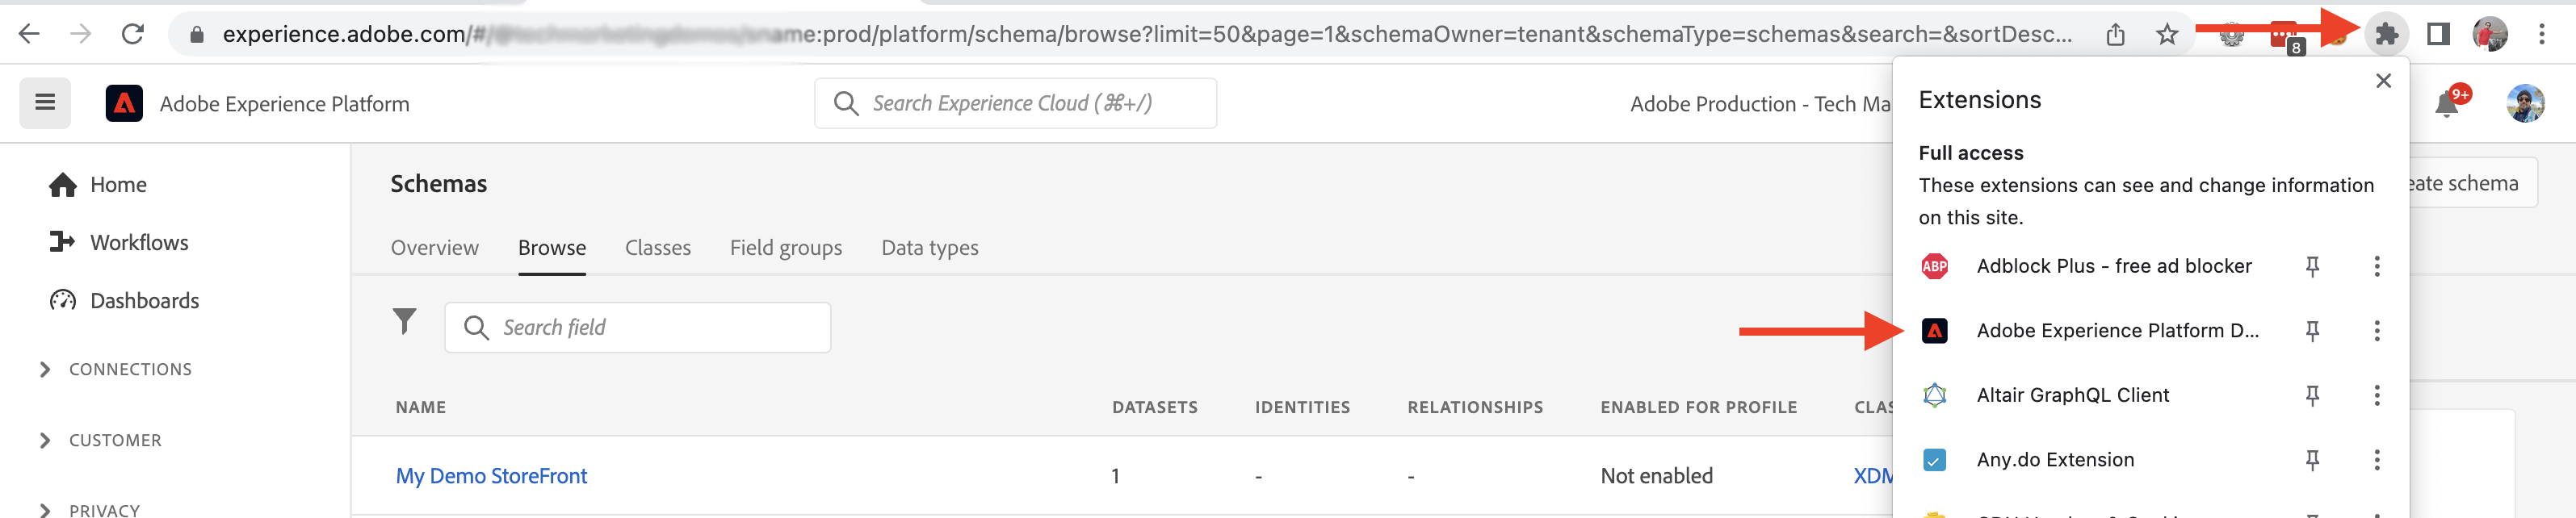 experience.adobe.com/#/ name:prod/platform/schema/browse?limit=50&page=1&schemaOwner=tenant&schemaType=schemas&search=&sortDesc...
8
Adobe Experience Platform
Search Experience Cloud (⌘+/)
Adobe Production - Tech Ma
9+
Home
Workflows
Dashboards
CONNECTIONS
CUSTOMER
PRIVACY
Schemas
eate schema
Overview
Browse
Classes
Field groups
Data types
Search field
NAME
DATASETS
IDENTITIES
RELATIONSHIPS
ENABLED FOR PROFILE
CLAS
My Demo StoreFront
1
-
-
Not enabled
XDM
Extensions
Full access
These extensions can see and change information
on this site.
ABP
Adblock Plus - free ad blocker
Adobe Experience Platform D...
Altair GraphQL Client
Any.do Extension